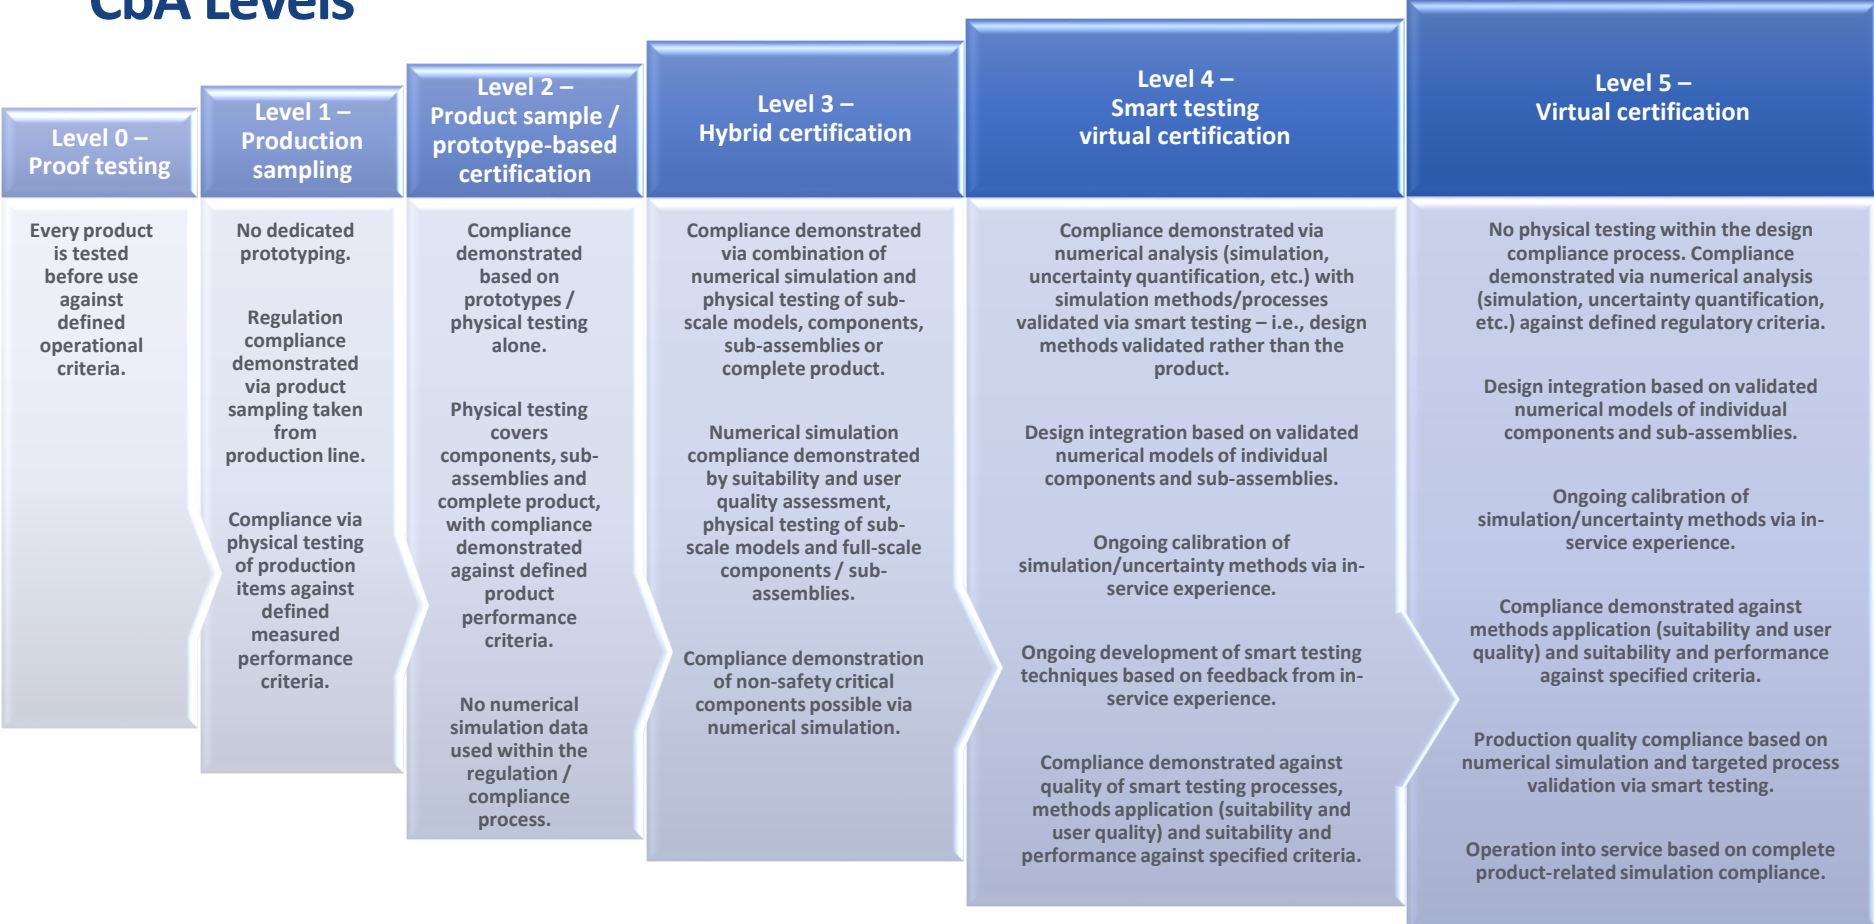 CbA Levels
Level 0 –
Proof testing
Every product
is tested
before use
against
defined
operational
criteria.
Level 1 –
Production
sampling
No dedicated
prototyping.
Regulation
compliance
demonstrated
via product
sampling taken
from
production line.
Compliance via
physical testing
of production
items against
defined
measured
performance
criteria.
Level 2 –
Product sample /
prototype-based
certification
Compliance
demonstrated
based on
prototypes /
physical testing
alone.
Physical testing
covers
components, sub-
assemblies and
complete product,
with compliance
demonstrated
against defined
product
performance
criteria.
No numerical
simulation data
used within the
regulation /
compliance
process.
Level 3 –
Hybrid certification
Compliance demonstrated
via combination of
numerical simulation and
physical testing of sub-
scale models, components,
sub-assemblies or
complete product.
Numerical simulation
compliance demonstrated
by suitability and user
quality assessment,
physical testing of sub-
scale models and full-scale
components / sub-
assemblies.
Compliance demonstration
of non-safety critical
components possible via
numerical simulation.
Level 4 –
Smart testing
virtual certification
Compliance demonstrated via
numerical analysis (simulation,
uncertainty quantification, etc.) with
simulation methods/processes
validated via smart testing – i.e., design
methods validated rather than the
product.
Design integration based on validated
numerical models of individual
components and sub-assemblies.
Ongoing calibration of
simulation/uncertainty methods via in-
service experience.
Ongoing development of smart testing
techniques based on feedback from in-
service experience.
Compliance demonstrated against
quality of smart testing processes,
methods application (suitability and
user quality) and suitability and
performance against specified criteria.
Level 5 –
Virtual certification
No physical testing within the design
compliance process. Compliance
demonstrated via numerical analysis
(simulation, uncertainty quantification,
etc.) against defined regulatory criteria.
Design integration based on validated
numerical models of individual
components and sub-assemblies.
Ongoing calibration of
simulation/uncertainty methods via in-
service experience.
Compliance demonstrated against
methods application (suitability and user
quality) and suitability and performance
against specified criteria.
Production quality compliance based on
numerical simulation and targeted process
validation via smart testing.
Operation into service based on complete
product-related simulation compliance.